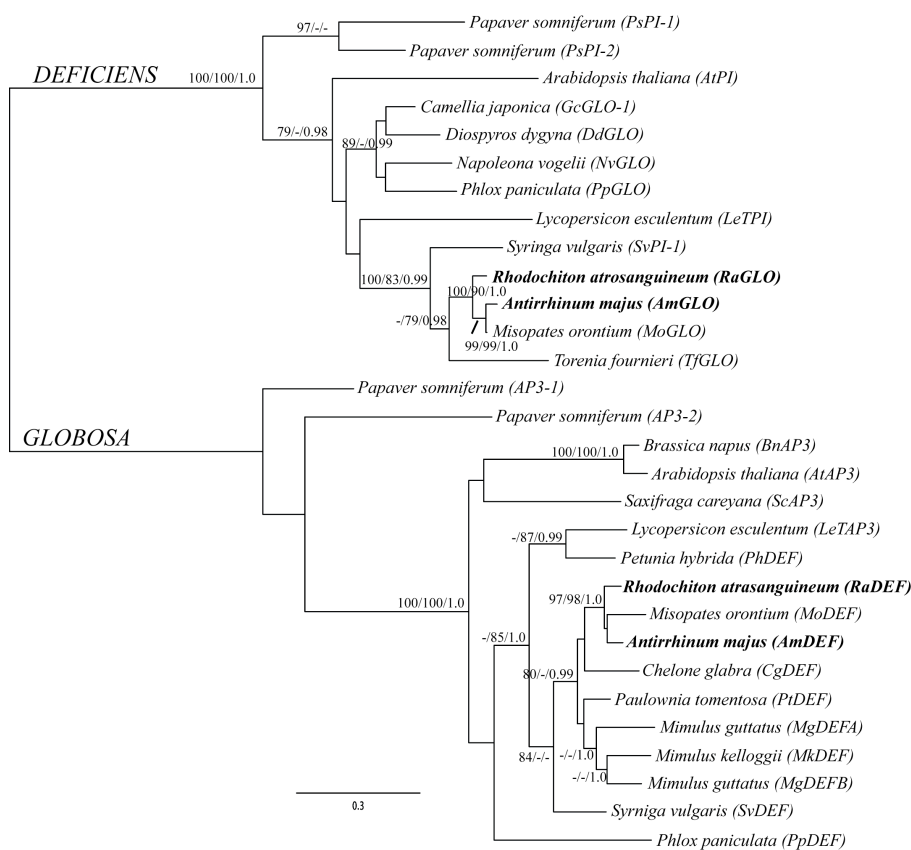 Papaver somniferum (PsPI-1)
97/-/-
Papaver somniferum (PsPI-2)
DEFICIENS
100/100/1.0
Arabidopsis thaliana (AtPI)
Camellia japonica (GcGLO-1)
79/-/0.98
Diospyros dygyna (DdGLO)
89/-/0.99
Napoleona vogelii (NvGLO)
Phlox paniculata (PpGLO)
Lycopersicon esculentum (LeTPI)
Syringa vulgaris (SvPI-1)
100/83/0.99
Rhodochiton atrosanguineum (RaGLO)
100/90/1.0
Antirrhinum majus (AmGLO)
-/79/0.98
Misopates orontium (MoGLO)
99/99/1.0
Torenia fournieri (TfGLO)
Papaver somniferum (AP3-1)
Papaver somniferum (AP3-2)
GLOBOSA
Brassica napus (BnAP3)
100/100/1.0
Arabidopsis thaliana (AtAP3)
Saxifraga careyana (ScAP3)
Lycopersicon esculentum (LeTAP3)
-/87/0.99
Petunia hybrida (PhDEF)
Rhodochiton atrasanguineum (RaDEF)
97/98/1.0
100/100/1.0
Misopates orontium (MoDEF)
-/85/1.0
Antirrhinum majus (AmDEF)
Chelone glabra (CgDEF)
80/-/0.99
Paulownia tomentosa (PtDEF)
Mimulus guttatus (MgDEFA)
84/-/-
-/-/1.0
Mimulus kelloggii (MkDEF)
-/-/1.0
Mimulus guttatus (MgDEFB)
0.3
Syrniga vulgaris (SvDEF)
Phlox paniculata (PpDEF)